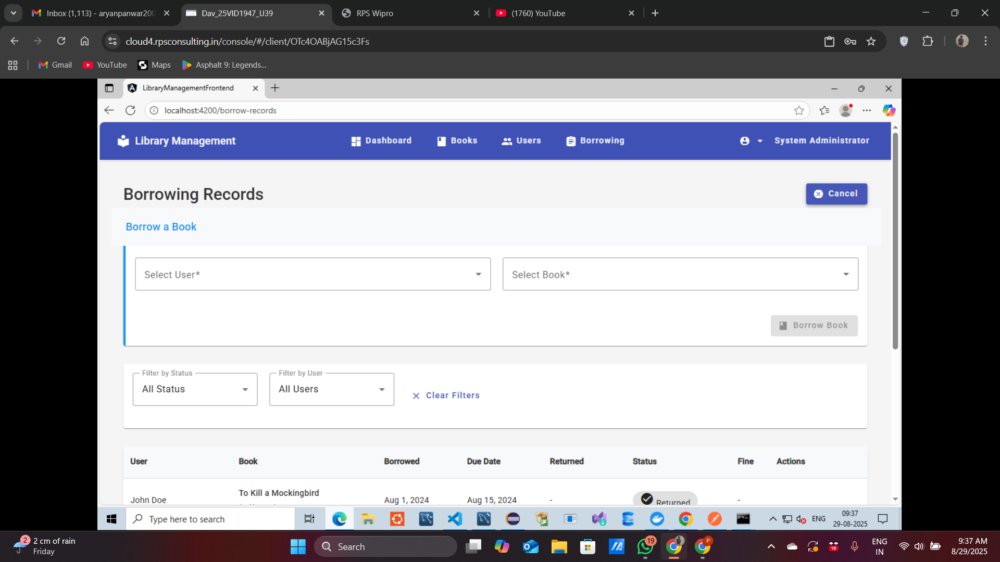 Inbox (1,113) - aryanpanwar200
Dav_25VID1947_U39
RPS Wipro
(1760) YouTube
cloud4.rpsconsulting.in/console/#/client/OTc4OABjAG15c3Fs
Gmail
YouTube
Maps
Asphalt 9: Legends...
LibraryManagementFrontend
localhost:4200/borrow-records
Library Management
Dashboard
Books
Users
Borrowing
System Administrator
Borrowing Records
Cancel
Borrow a Book
Select User*
Select Book*
Borrow Book
Filter by Status
All Status
Filter by User
All Users
Clear Filters
User Book Borrowed Due Date Returned Status Fine Actions
To Kill a Mockingbird
John Doe Aug 1, 2024 Aug 15, 2024 - Returned -
Type here to search
ENG
09:37
29-08-2025
2
2 cm of rain
Friday
Search
19
P
10
ENG
IN
9:37 AM
8/29/2025